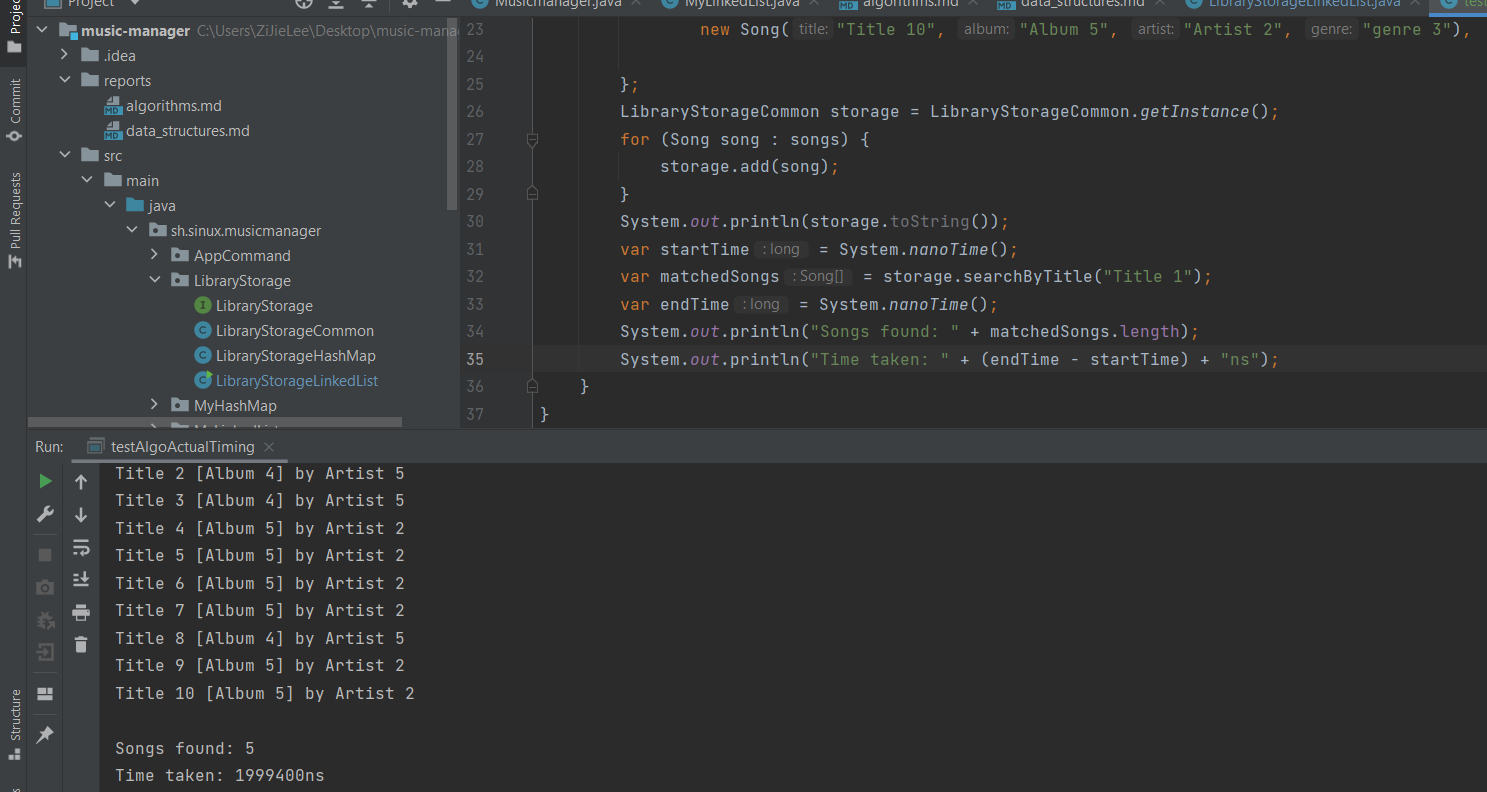 Project
Musicmanager.java
MyLinkedList.java
algorithms.md
data_structures.md
LibraryStorageLinkedList.java
music-manager C:\Users\ZiJieLee\Desktop\music-mana
.idea
reports
algorithms.md
data_structures.md
src
main
java
sh.sinux.musicmanager
AppCommand
LibraryStorage
LibraryStorage
LibraryStorageCommon
LibraryStorageHashMap
LibraryStorageLinkedList
MyHashMap
Commit
Pull Requests
Structure
23 new Song( title: "Title 10", album: "Album 5", artist: "Artist 2", genre: "genre 3"),
24
25 };
26 LibraryStorageCommon storage = LibraryStorageCommon.getInstance();
27 for (Song song : songs) {
28 storage.add(song);
29 }
30 System.out.println(storage.toString());
31 var startTime : long = System.nanoTime();
32 var matchedSongs : Song[] = storage.searchByTitle("Title 1");
33 var endTime : long = System.nanoTime();
34 System.out.println("Songs found: " + matchedSongs.length);
35 System.out.println("Time taken: " + (endTime - startTime) + "ns");
36 }
37 }
Run: testAlgoActualTiming
Title 2 [Album 4] by Artist 5
Title 3 [Album 4] by Artist 5
Title 4 [Album 5] by Artist 2
Title 5 [Album 5] by Artist 2
Title 6 [Album 5] by Artist 2
Title 7 [Album 5] by Artist 2
Title 8 [Album 4] by Artist 5
Title 9 [Album 5] by Artist 2
Title 10 [Album 5] by Artist 2
Songs found: 5
Time taken: 1999400ns